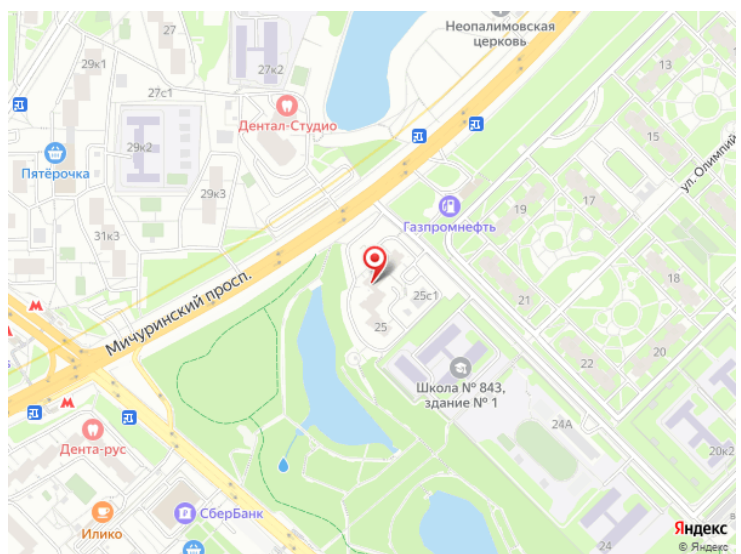 Неопалимовская
церковь
27
29к1
27к2
13
27с1
Дентал-Студио
15
29к2
Пятёрочка
ул. Олимпий
29к3
19
17
Газпромнефть
31к3
18
Мичуринский просп.
25с1
21
25
20
22
Школа № 843,
здание № 1
24А
Дента-рус
20к2
СберБанк
Илико
Яндекс
24
© Яндекс